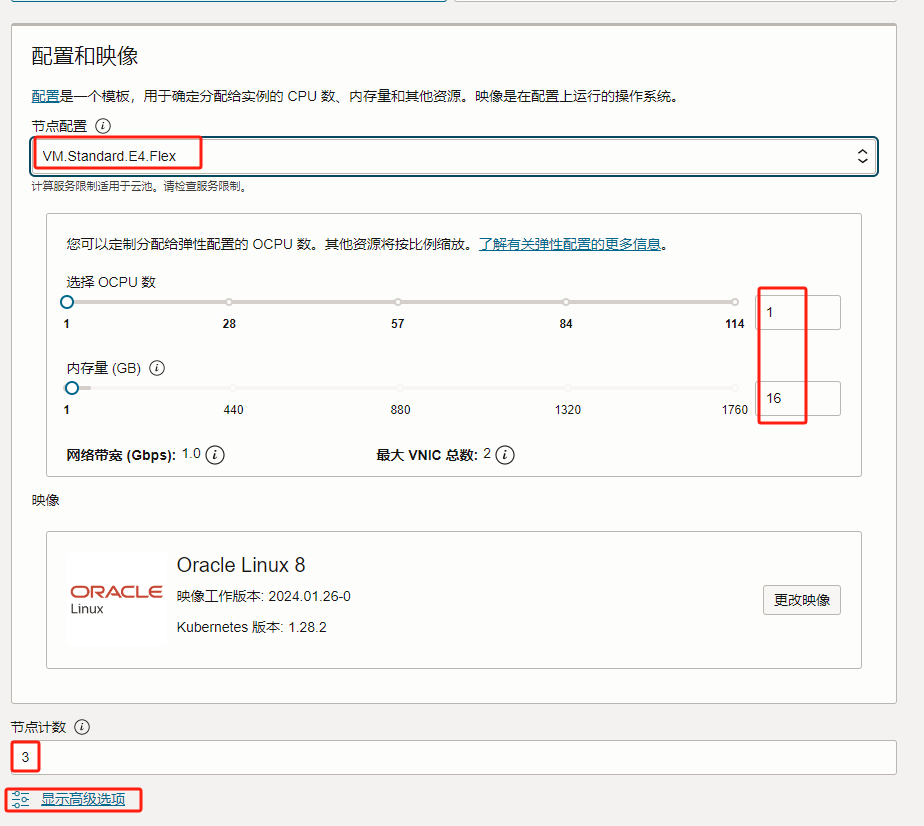 配置和映像
配置是一个模板，用于确定分配给实例的 CPU 数、内存量和其他资源。映像是在配置上运行的操作系统。
节点配置
VM.Standard.E4.Flex
计算服务限制适用于云池。请检查服务限制。
您可以定制分配给弹性配置的 OCPU 数。其他资源将按比例缩放。了解有关弹性配置的更多信息。
选择 OCPU 数
1 28 57 84 114
1
内存量 (GB)
1 440 880 1320 1760
16
网络带宽 (Gbps): 1.0 最大 VNIC 总数: 2
映像
ORACLE
Linux
Oracle Linux 8
映像工作版本: 2024.01.26-0
Kubernetes 版本: 1.28.2
更改映像
节点计数
3
显示高级选项